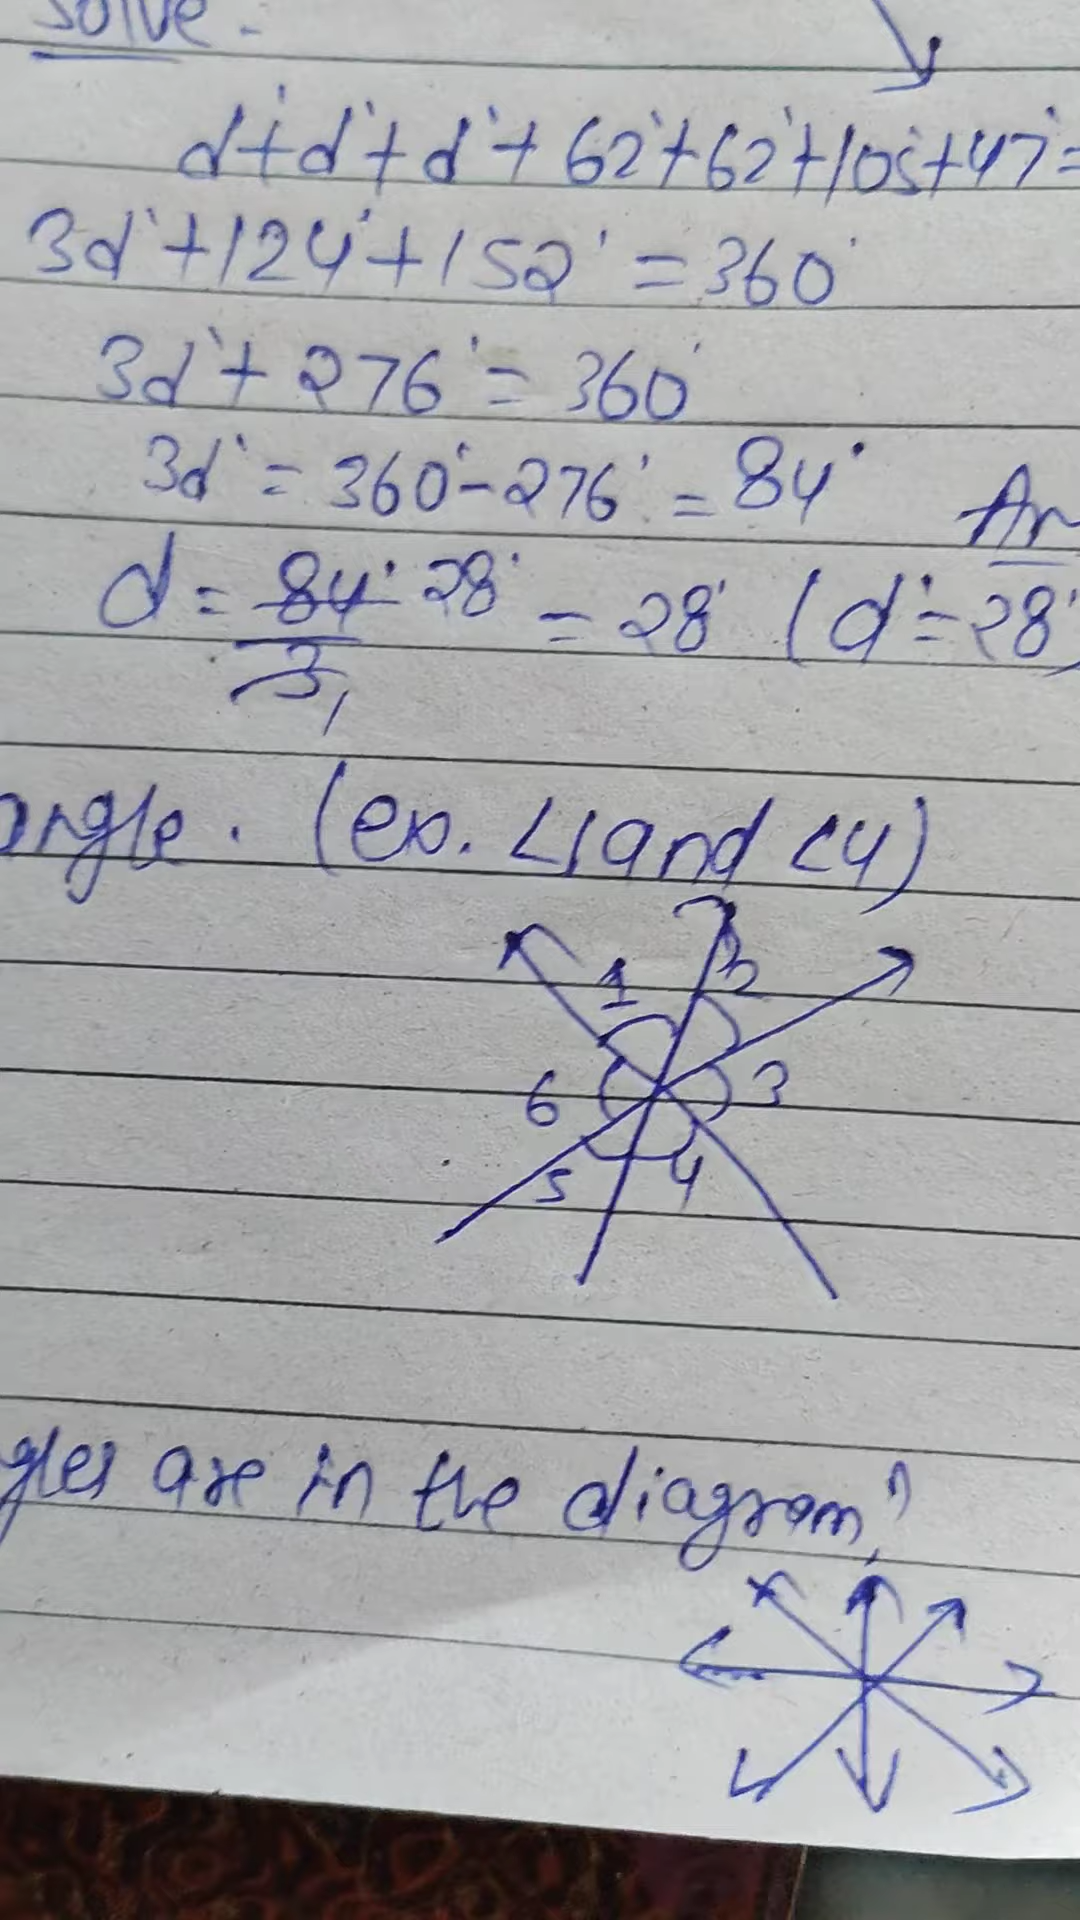 solve.
d°+d°+d°+62°+62°+105°+47°=
3d°+124°+152°=360°
3d°+276°=360°
3d°=360°-276°=84°
d=84°/3 28° 1 =28° (d°=28°)
angle. (ex. ∠1 and ∠4)
1 2
6 3
5 4
are in the diagram?